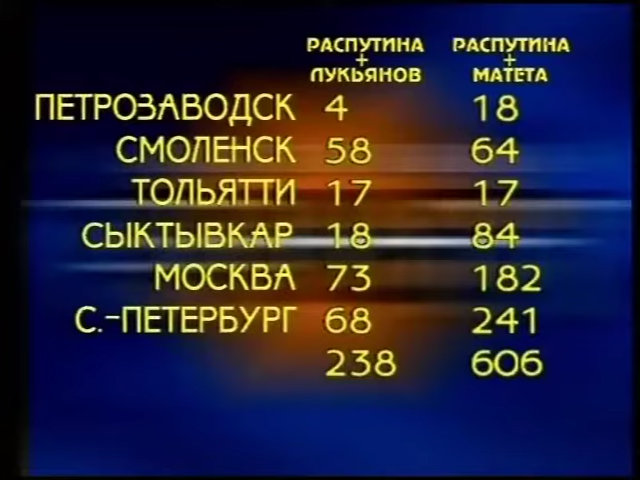 РАСПУТИНА РАСПУТИНА
+ +
ЛУКЬЯНОВ МАТЕТА
ПЕТРОЗАВОДСК 4 18
СМОЛЕНСК 58 64
ТОЛЬЯТТИ 17 17
СЫКТЫВКАР 18 84
МОСКВА 73 182
С.-ПЕТЕРБУРГ 68 241
238 606